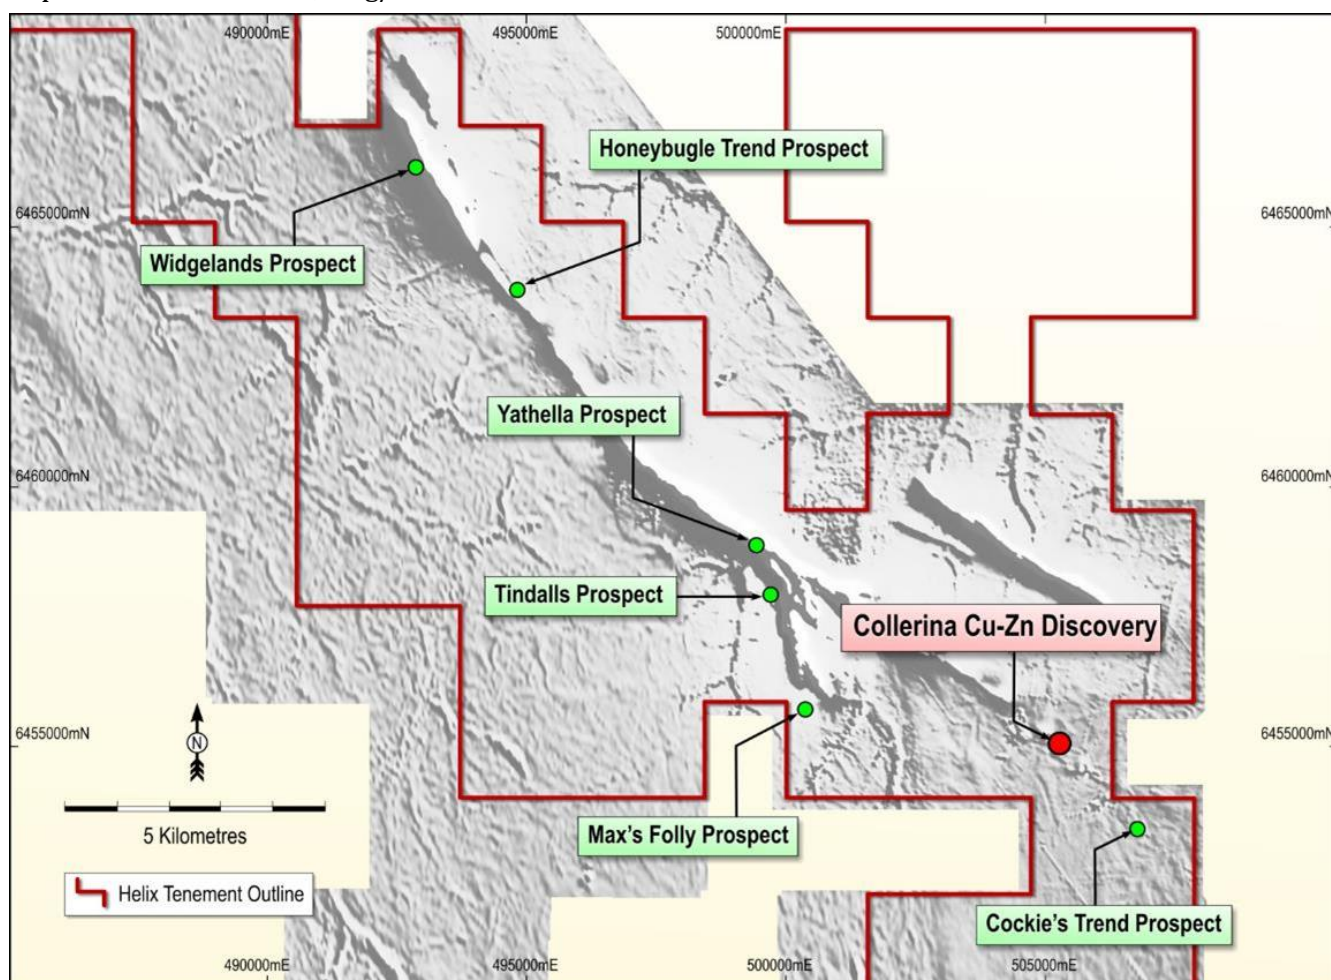 490000mE
495000mE
500000mE
Honeybugle Trend Prospect
6465000mN
6465000mN
Widgelands Prospect
Yathella Prospect
6460000mN
6460000mN
Tindalls Prospect
Collerina Cu-Zn Discovery
6455000mN
6455000mN
N
5 Kilometres
Max's Folly Prospect
Helix Tenement Outline
Cockie's Trend Prospect
490000mE
495000mE
500000mE
505000mE